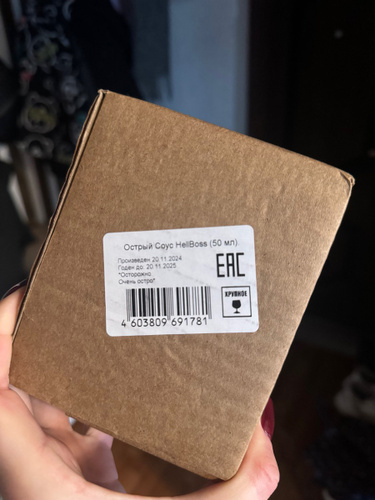 Острый Соус HellBoss (50 мл)
Произведен 20.11.2024
Годен до: 20.11.2025
*Осторожно
Очень остро*
EAC
ХРУПКОЕ
4 603809 691781